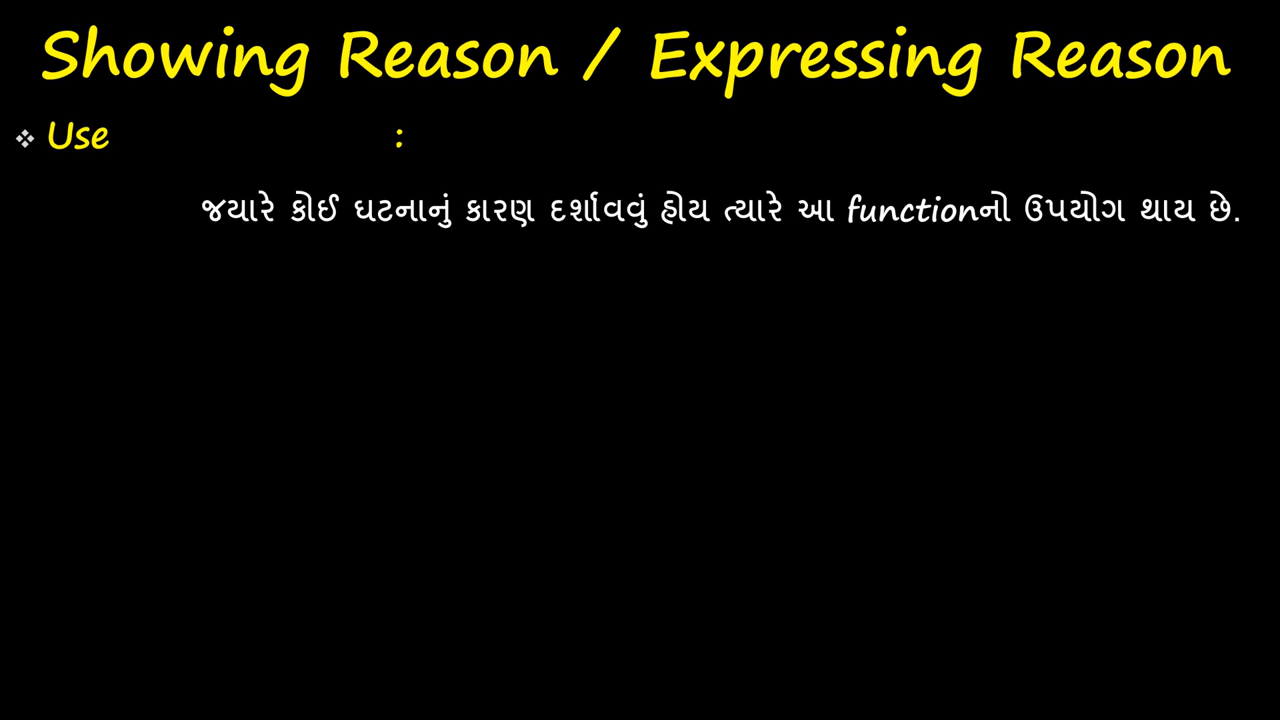 Showing Reason / Expressing Reason
❖ Use :
જયારે કોઈ ઘટનાનું કારણ દર્શાવવું હોય ત્યારે આ functionનો ઉપયોગ થાય છે.